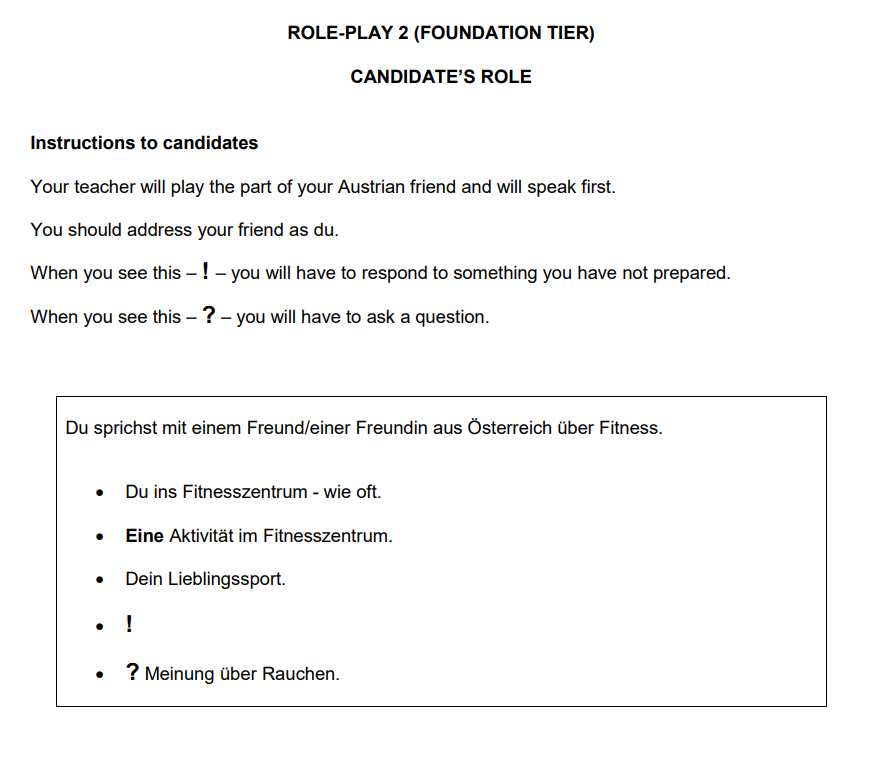 ROLE-PLAY 2 (FOUNDATION TIER)
CANDIDATE’S ROLE
Instructions to candidates
Your teacher will play the part of your Austrian friend and will speak first.
You should address your friend as du.
When you see this – ! – you will have to respond to something you have not prepared.
When you see this – ? – you will have to ask a question.
Du sprichst mit einem Freund/einer Freundin aus Österreich über Fitness.
• Du ins Fitnesszentrum - wie oft.
• Eine Aktivität im Fitnesszentrum.
• Dein Lieblingssport.
• !
• ? Meinung über Rauchen.